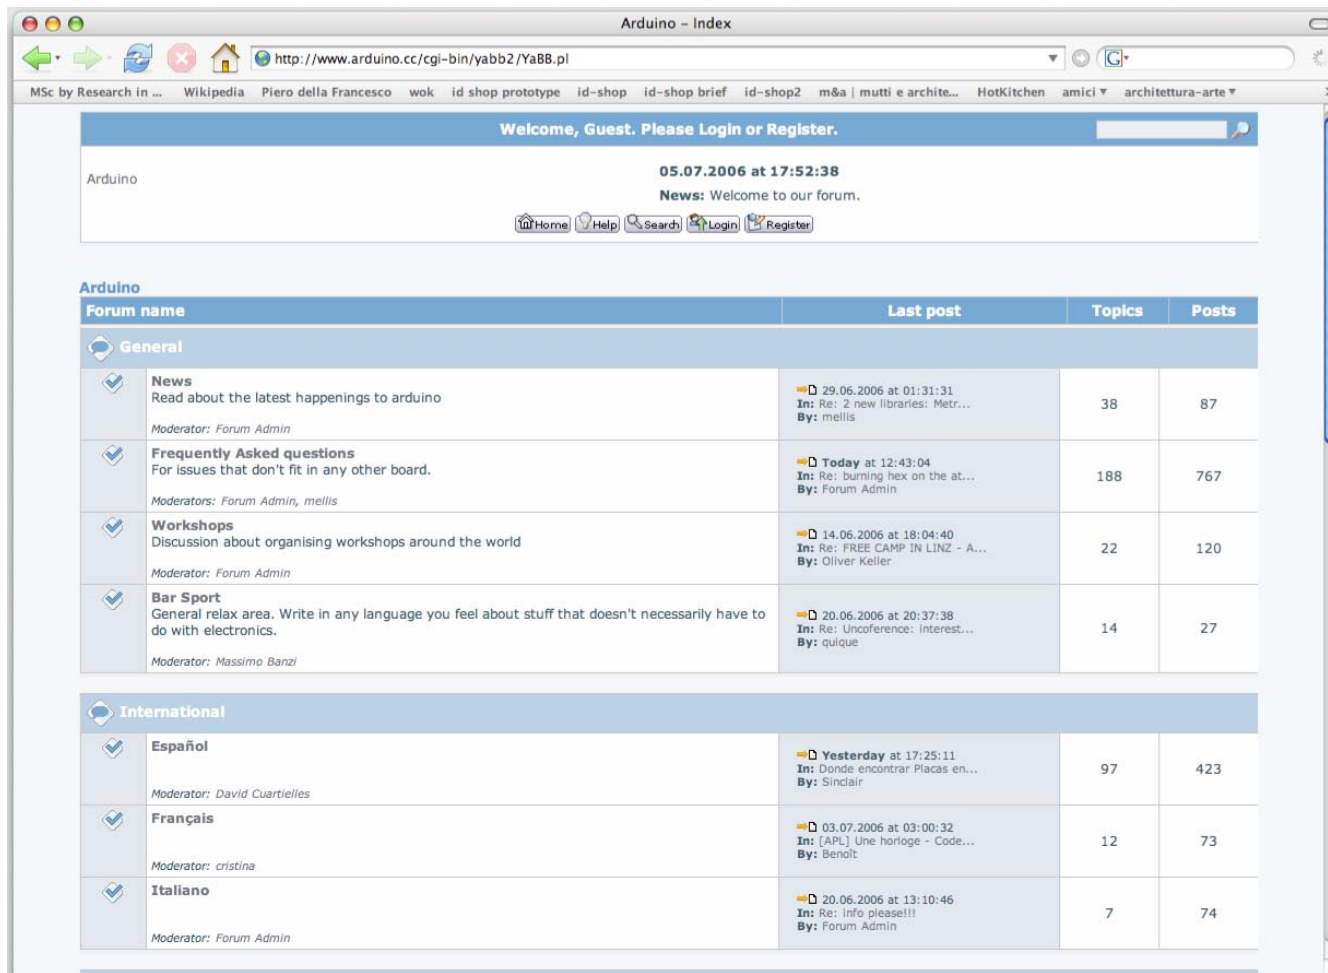 Arduino – Index
http://www.arduino.cc/cgi-bin/yabb2/YaBB.pl
G
MSc by Research in ... Wikipedia Piero della Francesco wok id shop prototype id-shop id-shop brief id-shop2 m&a | mutti e archite... HotKitchen amici architettura-arte
Welcome, Guest. Please Login or Register.
Arduino
05.07.2006 at 17:52:38
News: Welcome to our forum.
Home Help Search Login Register
Arduino
Forum name Last post Topics Posts
General
News
Read about the latest happenings to arduino
Moderator: Forum Admin
29.06.2006 at 01:31:31
In: Re: 2 new libraries: Metr...
By: mellis
38 87
Frequently Asked questions
For issues that don't fit in any other board.
Moderators: Forum Admin, mellis
Today at 12:43:04
In: Re: burning hex on the at...
By: Forum Admin
188 767
Workshops
Discussion about organising workshops around the world
Moderator: Forum Admin
14.06.2006 at 18:04:40
In: Re: FREE CAMP IN LINZ - A...
By: Oliver Keller
22 120
Bar Sport
General relax area. Write in any language you feel about stuff that doesn't necessarily have to
do with electronics.
Moderator: Massimo Banzi
20.06.2006 at 20:37:38
In: Re: Uncoference: interest...
By: quique
14 27
International
Español
Moderator: David Cuartielles
Yesterday at 17:25:11
In: Donde encontrar Placas en...
By: Sinclair
97 423
Français
Moderator: cristina
03.07.2006 at 03:00:32
In: [APL] Une horloge - Code...
By: Benoît
12 73
Italiano
Moderator: Forum Admin
20.06.2006 at 13:10:46
In: Re: info please!!!
By: Forum Admin
7 74